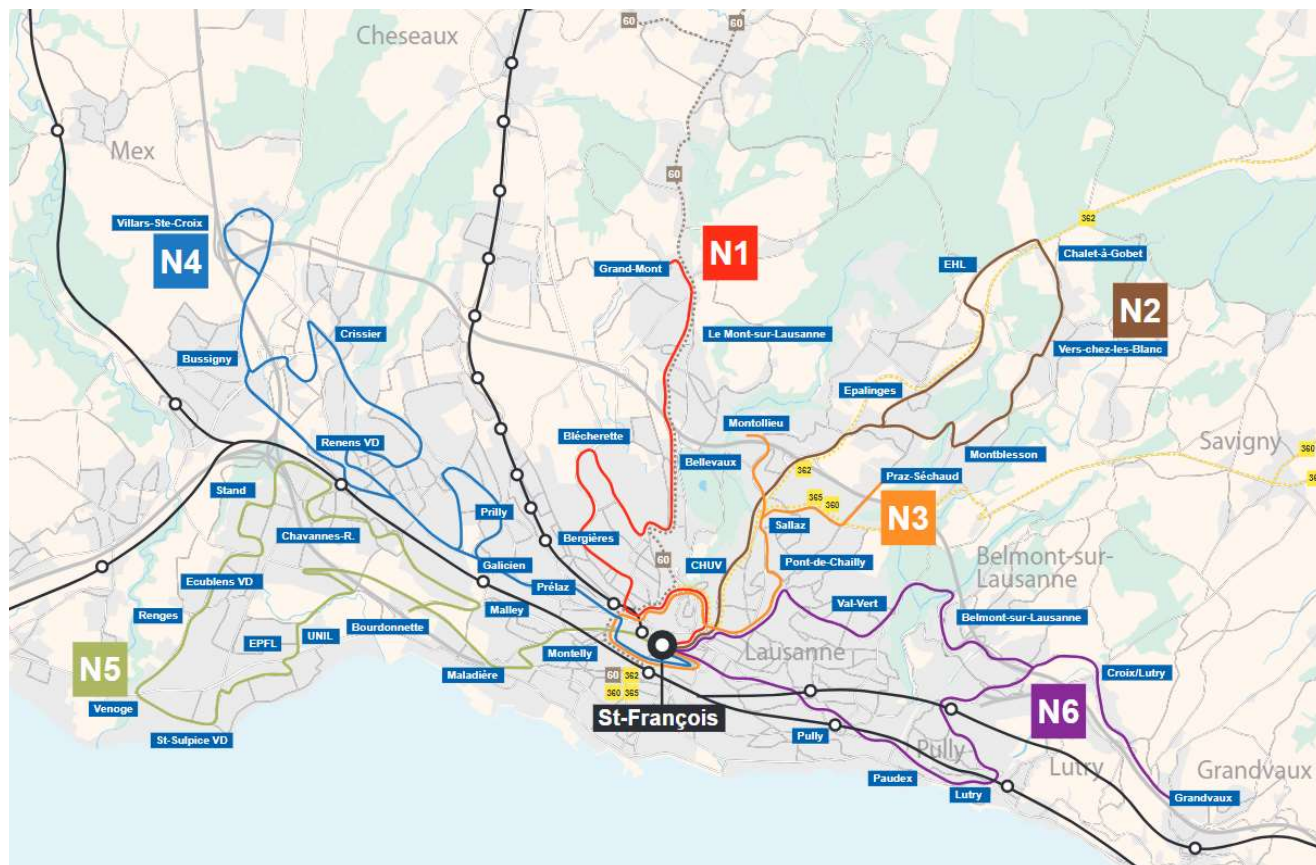 60
60
Cheseaux
Mex
60
Villars-Ste-Croix
N4
Grand-Mont
N1
362
EHL
Chalet-à-Gobet
N2
Crissier
Le Mont-sur-Lausanne
Vers-chez-les-Blanc
Bussigny
Epalinges
Montollieu
Blécherette
Renens VD
Bellevaux
Montblesson
Savigny
362
360
Praz-Séchaud
Stand
365
360
N3
Prilly
Sallaz
Chavannes-R.
Bergières
60
CHUV
Pont-de-Chailly
Belmont-sur-
Lausanne
Galicien
Ecublens VD
Prélaz
Malley
Val-Vert
Renges
Bourdonnette
Belmont-sur-Lausanne
EPFL
UNIL
Montelly
Lausanne
N5
Maladière
60
362
360
365
Croix/Lutry
Venoge
St-François
N6
St-Sulpice VD
Pully
Pully
Lutry
Grandvaux
Paudex
Lutry
Grandvaux